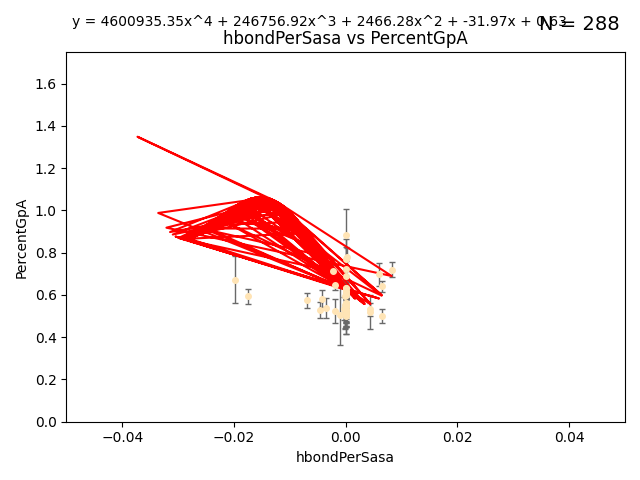 y = 4600935.35x^4 + 246756.92x^3 + 2466.28x^2 + -31.97x + 0.63
N = 288
hbondPerSasa vs PercentGpA
1.6
1.4
1.2
1.0
0.8
0.6
0.4
0.2
0.0
PercentGpA
−0.04
−0.02
0.00
0.02
0.04
hbondPerSasa